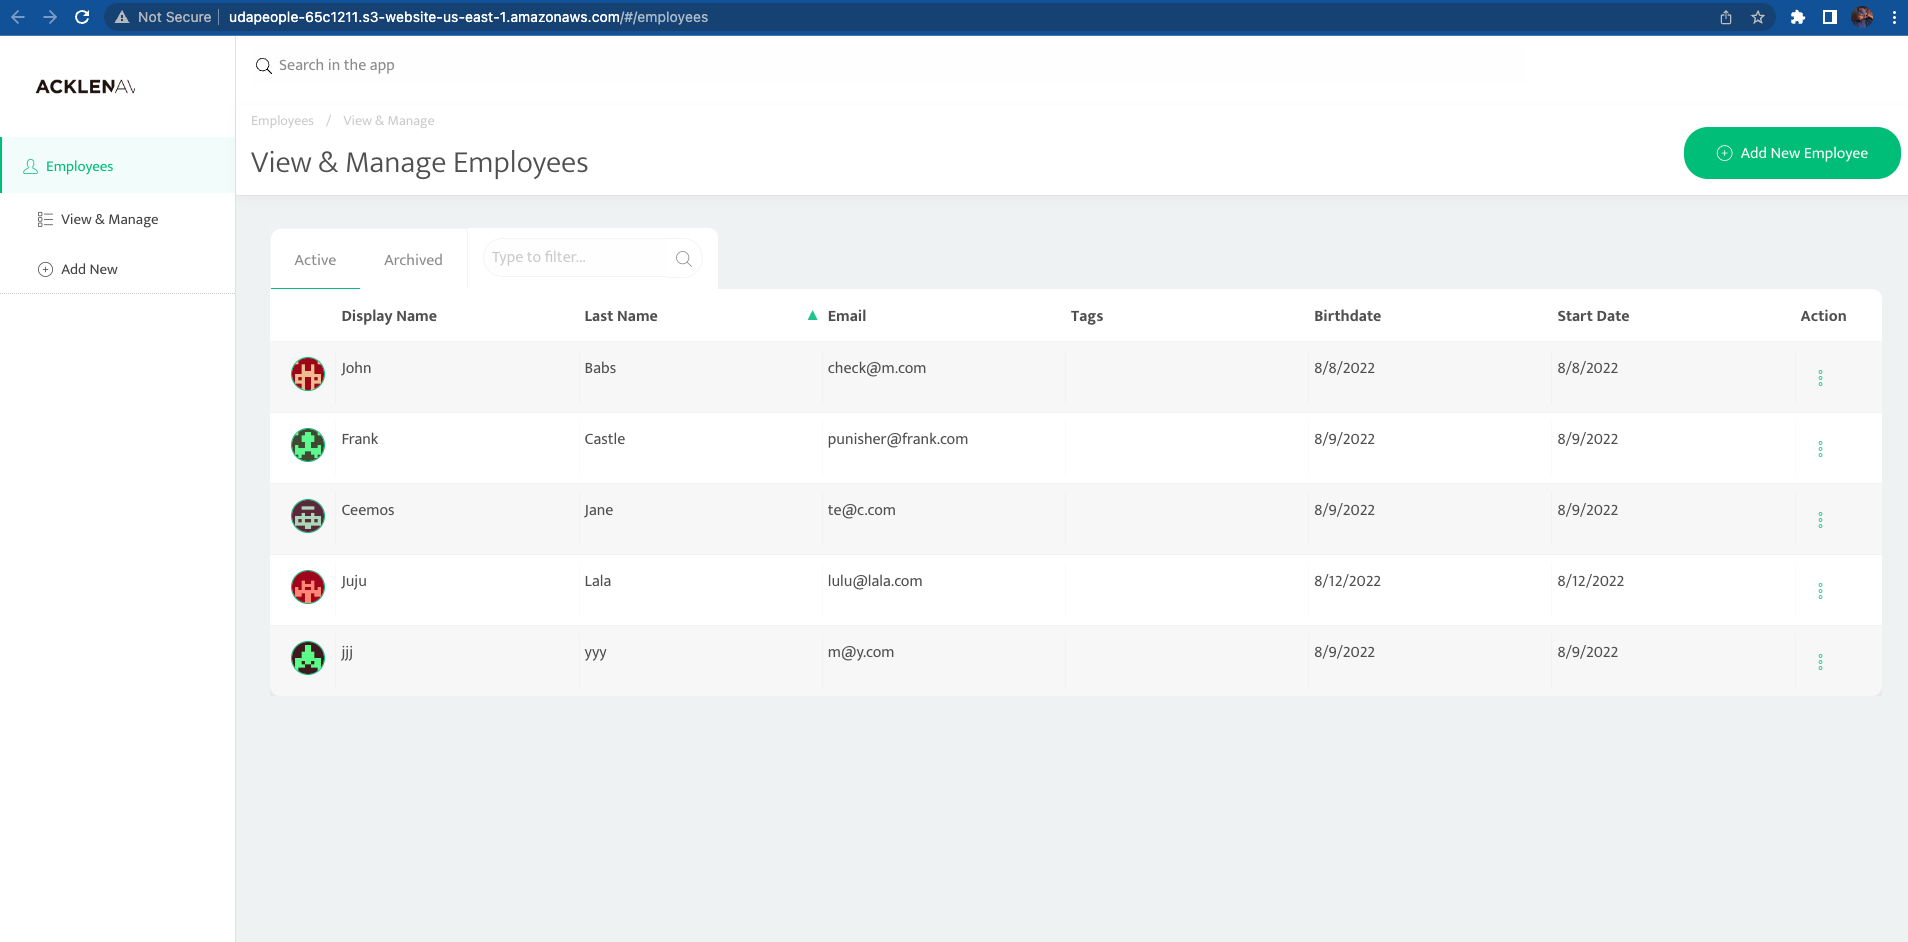 Not Secure udapeople-65c1211.s3-website-us-east-1.amazonaws.com/#/employees
Search in the app
ACKLENAV
Employees / View & Manage
View & Manage Employees
Add New Employee
Employees
View & Manage
Add New
Active Archived Type to filter...
Display Name Last Name ▲ Email Tags Birthdate Start Date Action
John Babs check@m.com 8/8/2022 8/8/2022
Frank Castle punisher@frank.com 8/9/2022 8/9/2022
Ceemos Jane te@c.com 8/9/2022 8/9/2022
Juju Lala lulu@lala.com 8/12/2022 8/12/2022
jjj yyy m@y.com 8/9/2022 8/9/2022